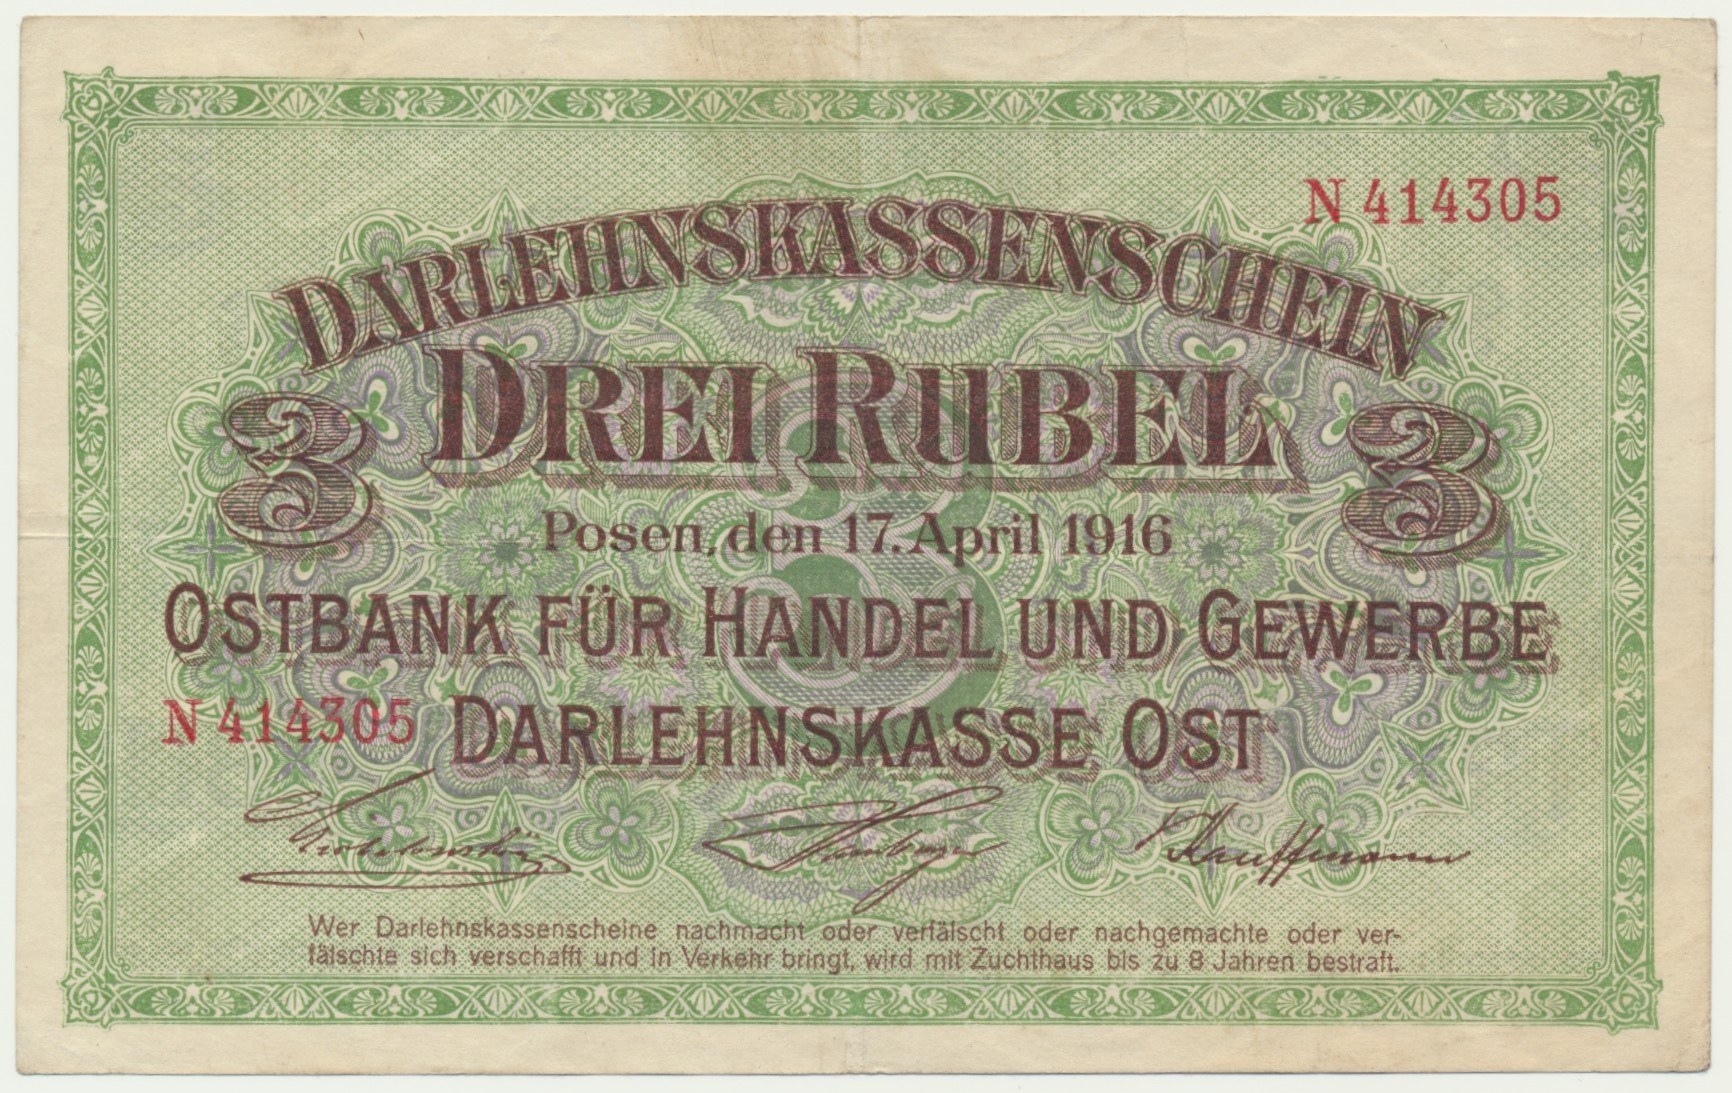 N 414305
DARLEHNSKASSENSCHEIN
DREI RUBEL
3 3
Posen, den 17. April 1916
OSTBANK FÜR HANDEL UND GEWERBE
N 414305 DARLEHNSKASSE OST
Kauffmann
Wer Darlehnskassenscheine nachmacht oder verfälscht oder nachgemachte oder ver-
fälschte sich verschafft und in Verkehr bringt, wird mit Zuchthaus bis zu 8 Jahren bestraft.